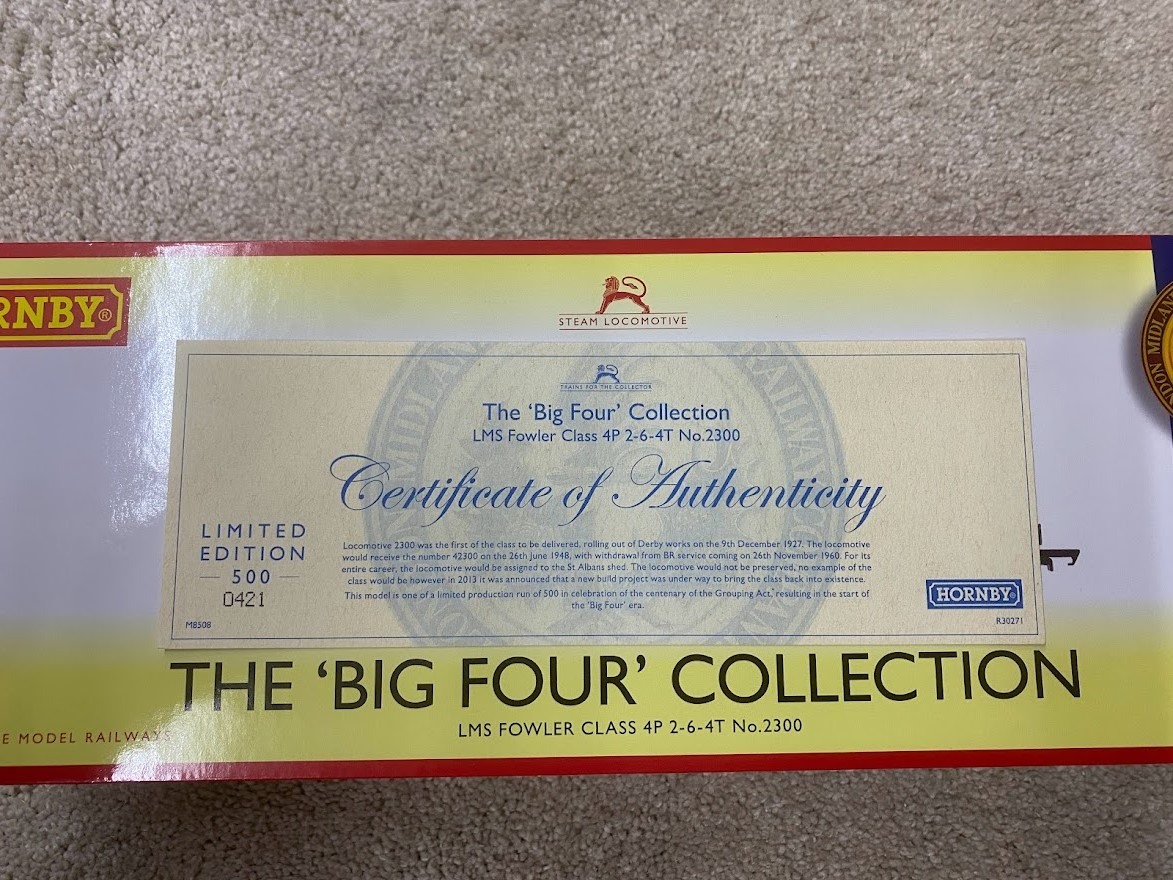 RNBY®
STEAM LOCOMOTIVE
TRAINS FOR THE COLLECTOR
The 'Big Four' Collection
LMS Fowler Class 4P 2-6-4T No.2300
Certificate of Authenticity
LIMITED
EDITION
500
0421
Locomotive 2300 was the first of the class to be delivered, rolling out of Derby works on the 9th December 1927. The locomotive
would receive the number 42300 on the 26th June 1948, with withdrawal from BR service coming on 26th November 1960. For its
entire career, the locomotive would be assigned to the St Albans shed. The locomotive would not be preserved, no example of the
class would be however in 2013 it was announced that a new build project was under way to bring the class back into existence.
This model is one of a limited production run of 500 in celebration of the centenary of the Grouping Act, resulting in the start of
the 'Big Four' era.
HORNBY®
M8508
R30271
THE 'BIG FOUR' COLLECTION
LMS FOWLER CLASS 4P 2-6-4T No.2300
E MODEL RAILWAYS
NDON MIDLAN